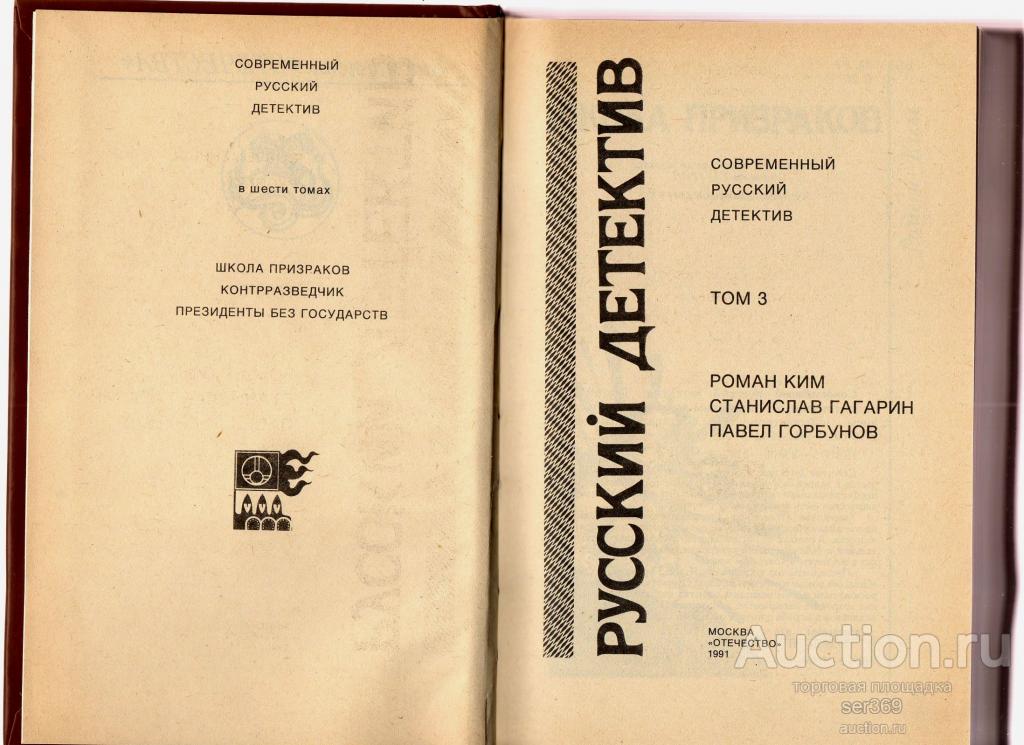 СОВРЕМЕННЫЙ
РУССКИЙ
ДЕТЕКТИВ
в шести томах
ШКОЛА ПРИЗРАКОВ
КОНТРРАЗВЕДЧИК
ПРЕЗИДЕНТЫ БЕЗ ГОСУДАРСТВ
РУССКИЙ ДЕТЕКТИВ
СОВРЕМЕННЫЙ
РУССКИЙ
ДЕТЕКТИВ
ТОМ 3
РОМАН КИМ
СТАНИСЛАВ ГАГАРИН
ПАВЕЛ ГОРБУНОВ
МОСКВА
«ОТЕЧЕСТВО»
1991
Auction.ru
торговая площадка
ser369
auction.ru